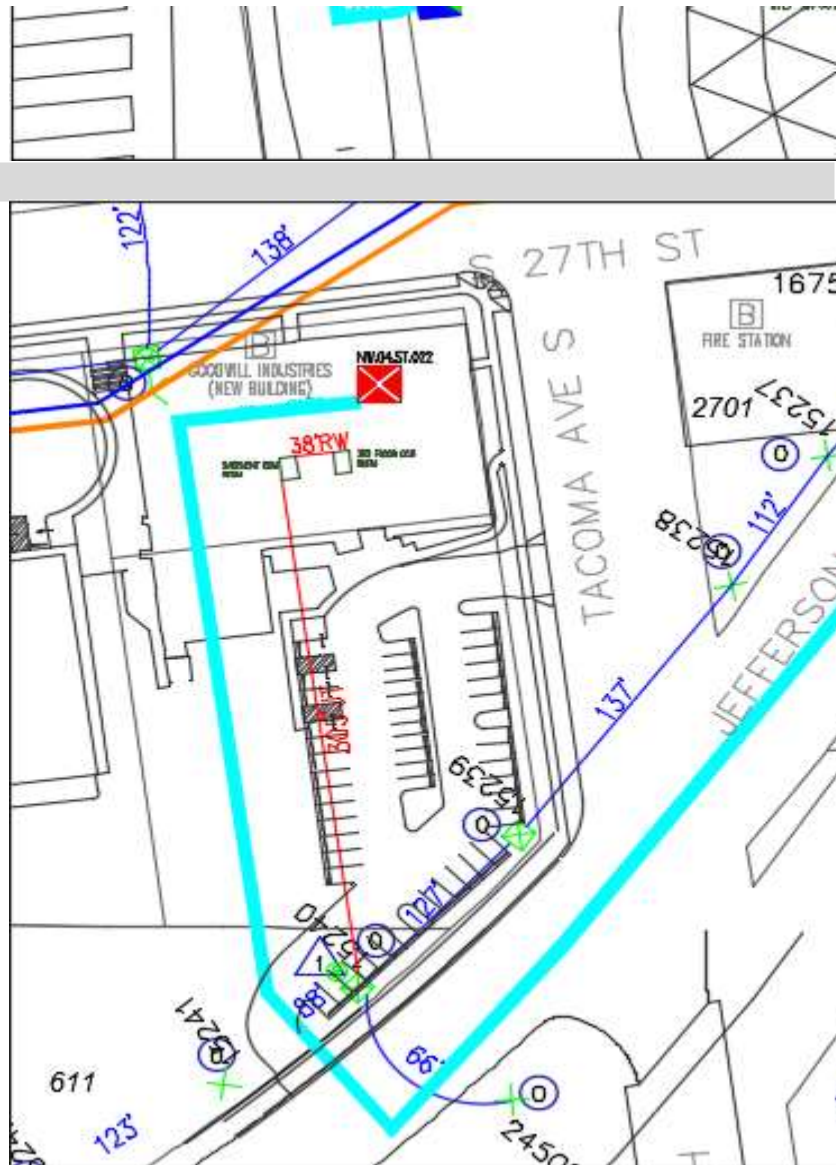 122'
138'
S 27TH ST
1675
B
FIRE STATION
B
GOODWILL INDUSTRIES
(NEW BUILDING)
NW.04.ST.022
TACOMA AVE S
2701
15237
38'RW
15238
112'
JEFFERSON
137'
15239
127'
15240
1
88'
15241
66'
611
123'
2450
H